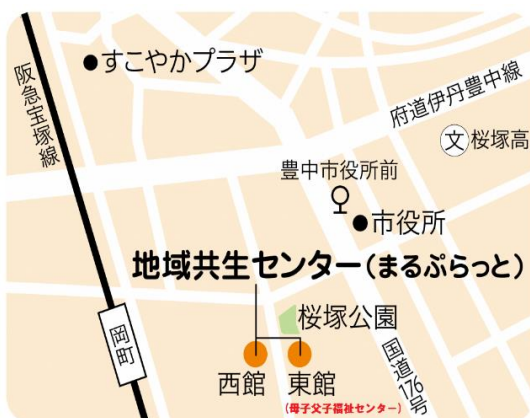 すこやかプラザ
阪急宝塚線
府道伊丹豊中線
文 桜塚高
豊中市役所前
市役所
地域共生センター(まるぷらっと)
桜塚公園
岡町
西館
東館
(母子父子福祉センター)
国道176号